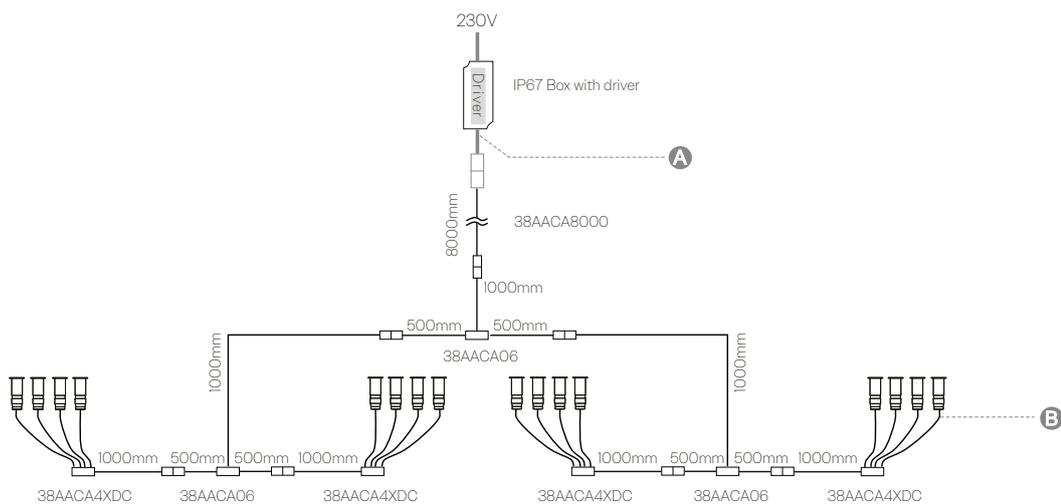 230V
Driver
IP67 Box with driver
A
8000mm
38AACA8000
1000mm
500mm
500mm
38AACA06
1000mm
1000mm
B
1000mm
500mm
500mm
1000mm
1000mm
500mm
500mm
1000mm
38AACA4XDC
38AACA06
38AACA4XDC
38AACA4XDC
38AACA06
38AACA4XDC